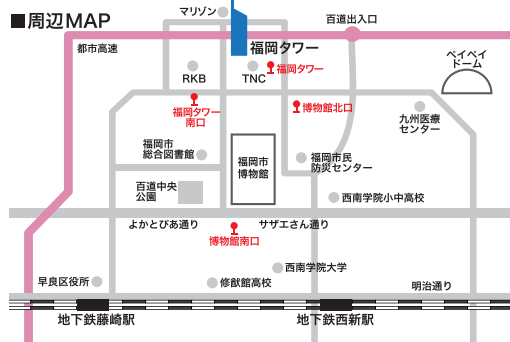 ■周辺MAP
マリゾン
百道出入口
都市高速
福岡タワー
ペイペイ
ドーム
RKB
TNC
福岡タワー
福岡タワー
南口
博物館北口
九州医療
センター
福岡市
総合図書館
福岡市
博物館
福岡市民
防災センター
百道中央
公園
西南学院小中高校
よかとぴあ通り
サザエさん通り
博物館南口
西南学院大学
早良区役所
修猷館高校
明治通り
地下鉄藤崎駅
地下鉄西新駅